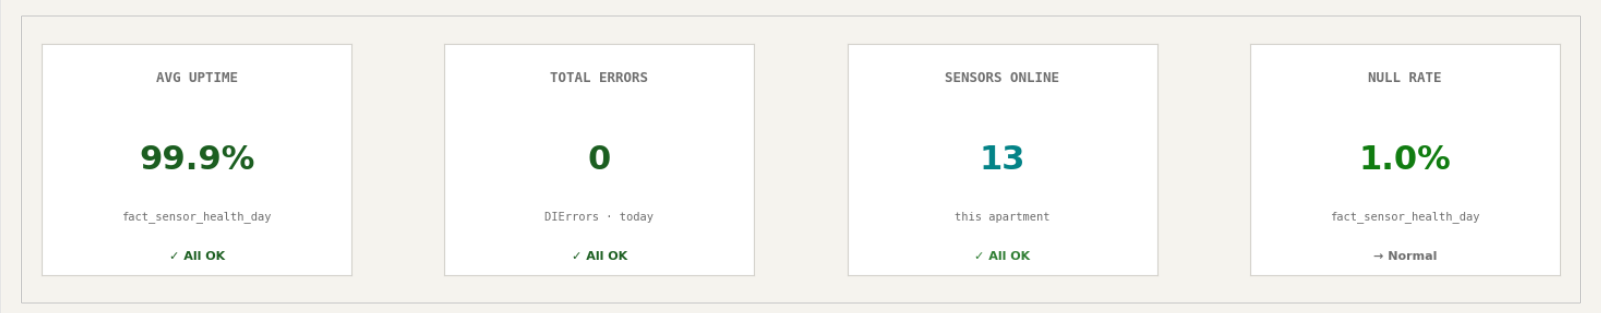 AVG UPTIME
99.9%
fact_sensor_health_day
✓ All OK
TOTAL ERRORS
0
DIErrors · today
✓ All OK
SENSORS ONLINE
13
this apartment
✓ All OK
NULL RATE
1.0%
fact_sensor_health_day
→ Normal